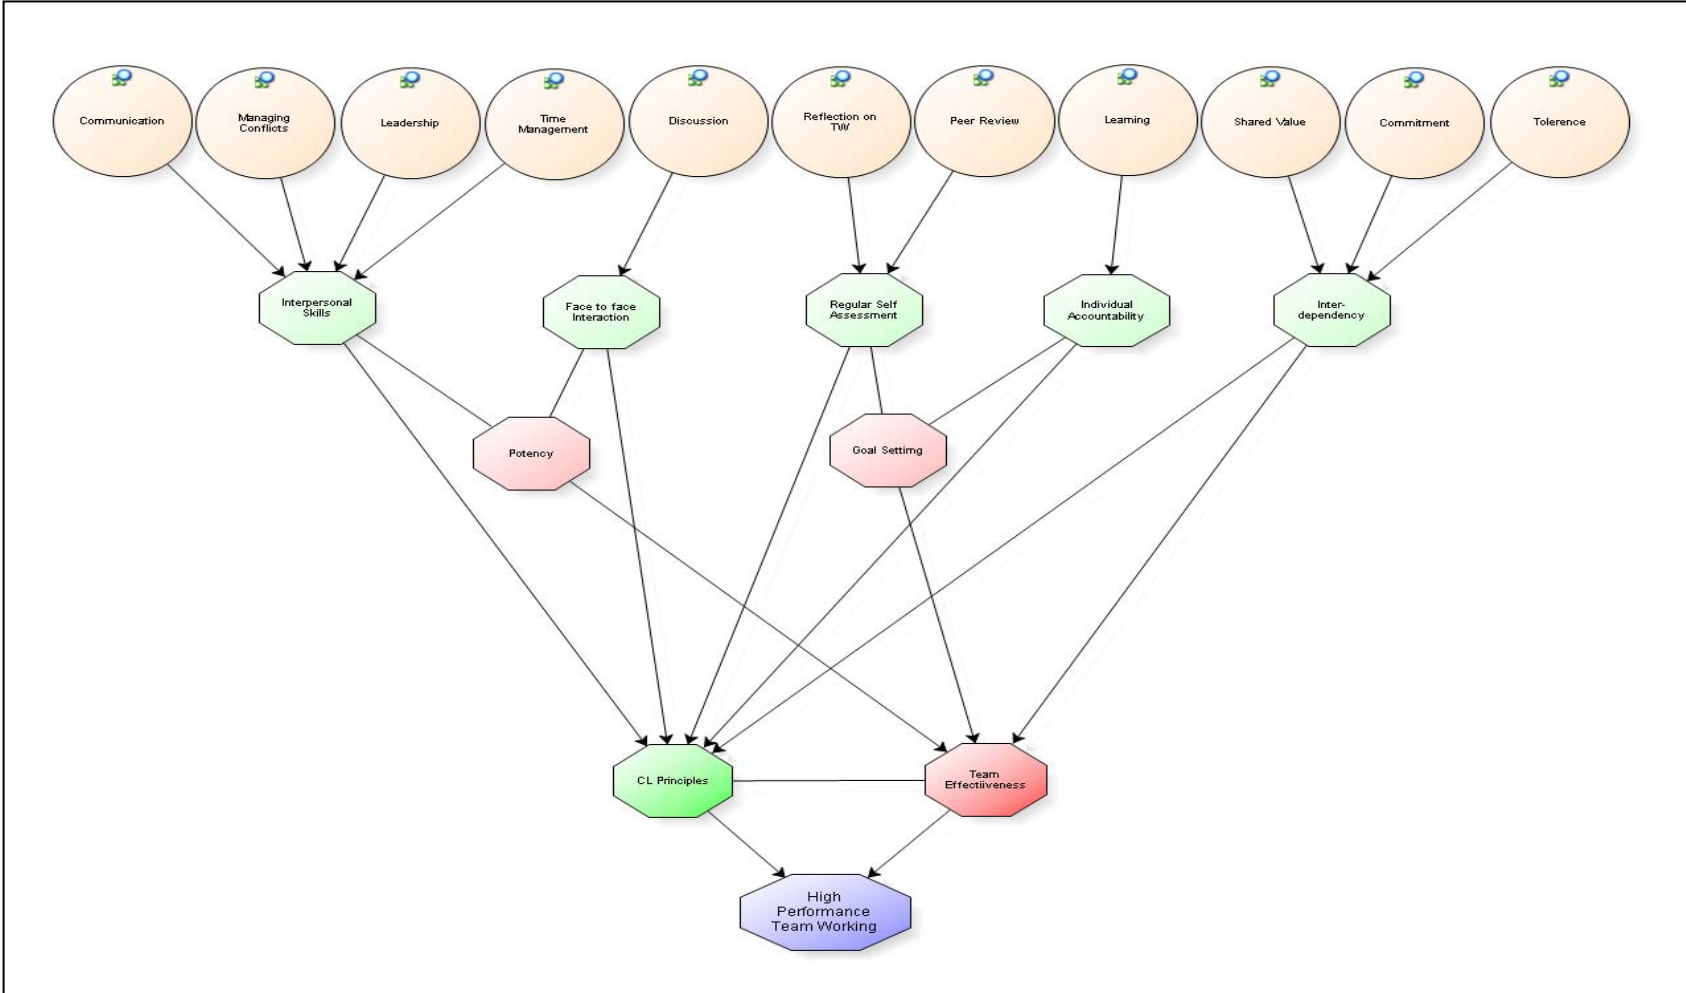 Communication
Managing
Conflicts
Leadership
Time
Management
Discussion
Reflection on
TW
Peer Review
Learning
Shared Value
Commitment
Tolerence
Interpersonal
Skills
Face to face
Interaction
Regular Self
Assessment
Individual
Accountability
Inter-
dependency
Potency
Goal Setting
CL Principles
Team
Effectiiveness
High
Performance
Team Working